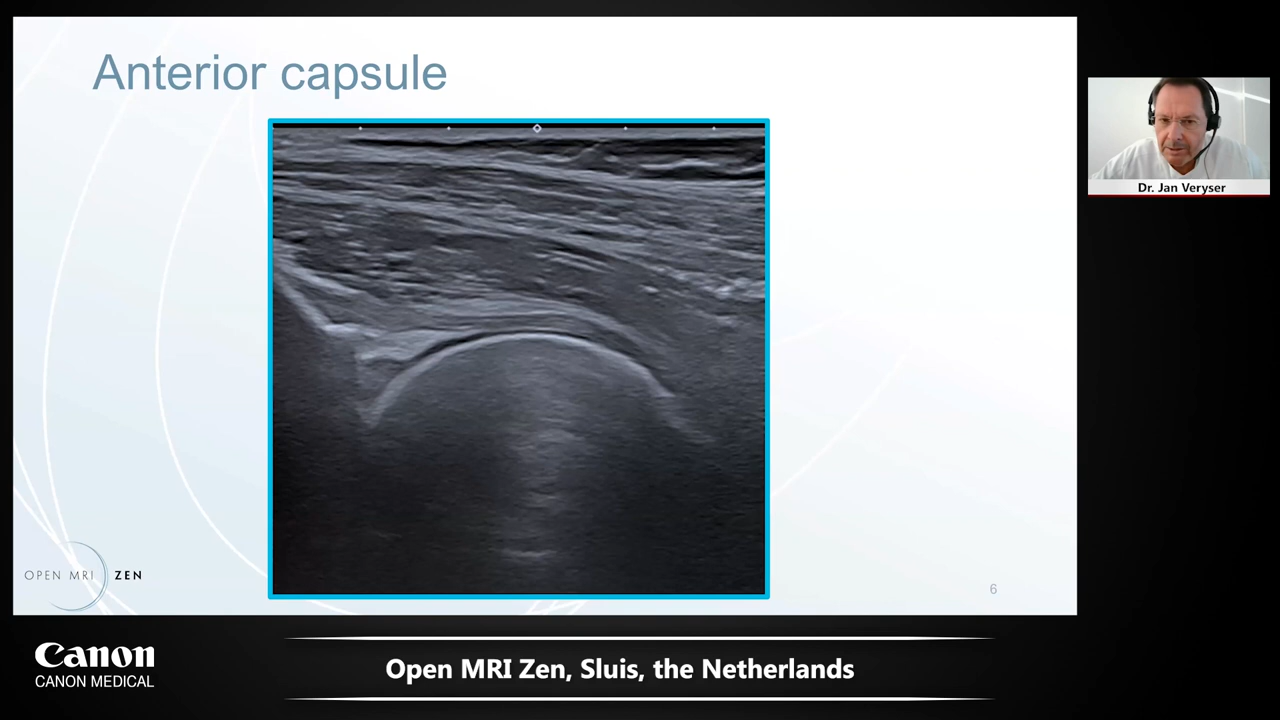 Anterior capsule
Dr. Jan Veryser
OPEN MRI ZEN
6
Canon
CANON MEDICAL
Open MRI Zen, Sluis, the Netherlands